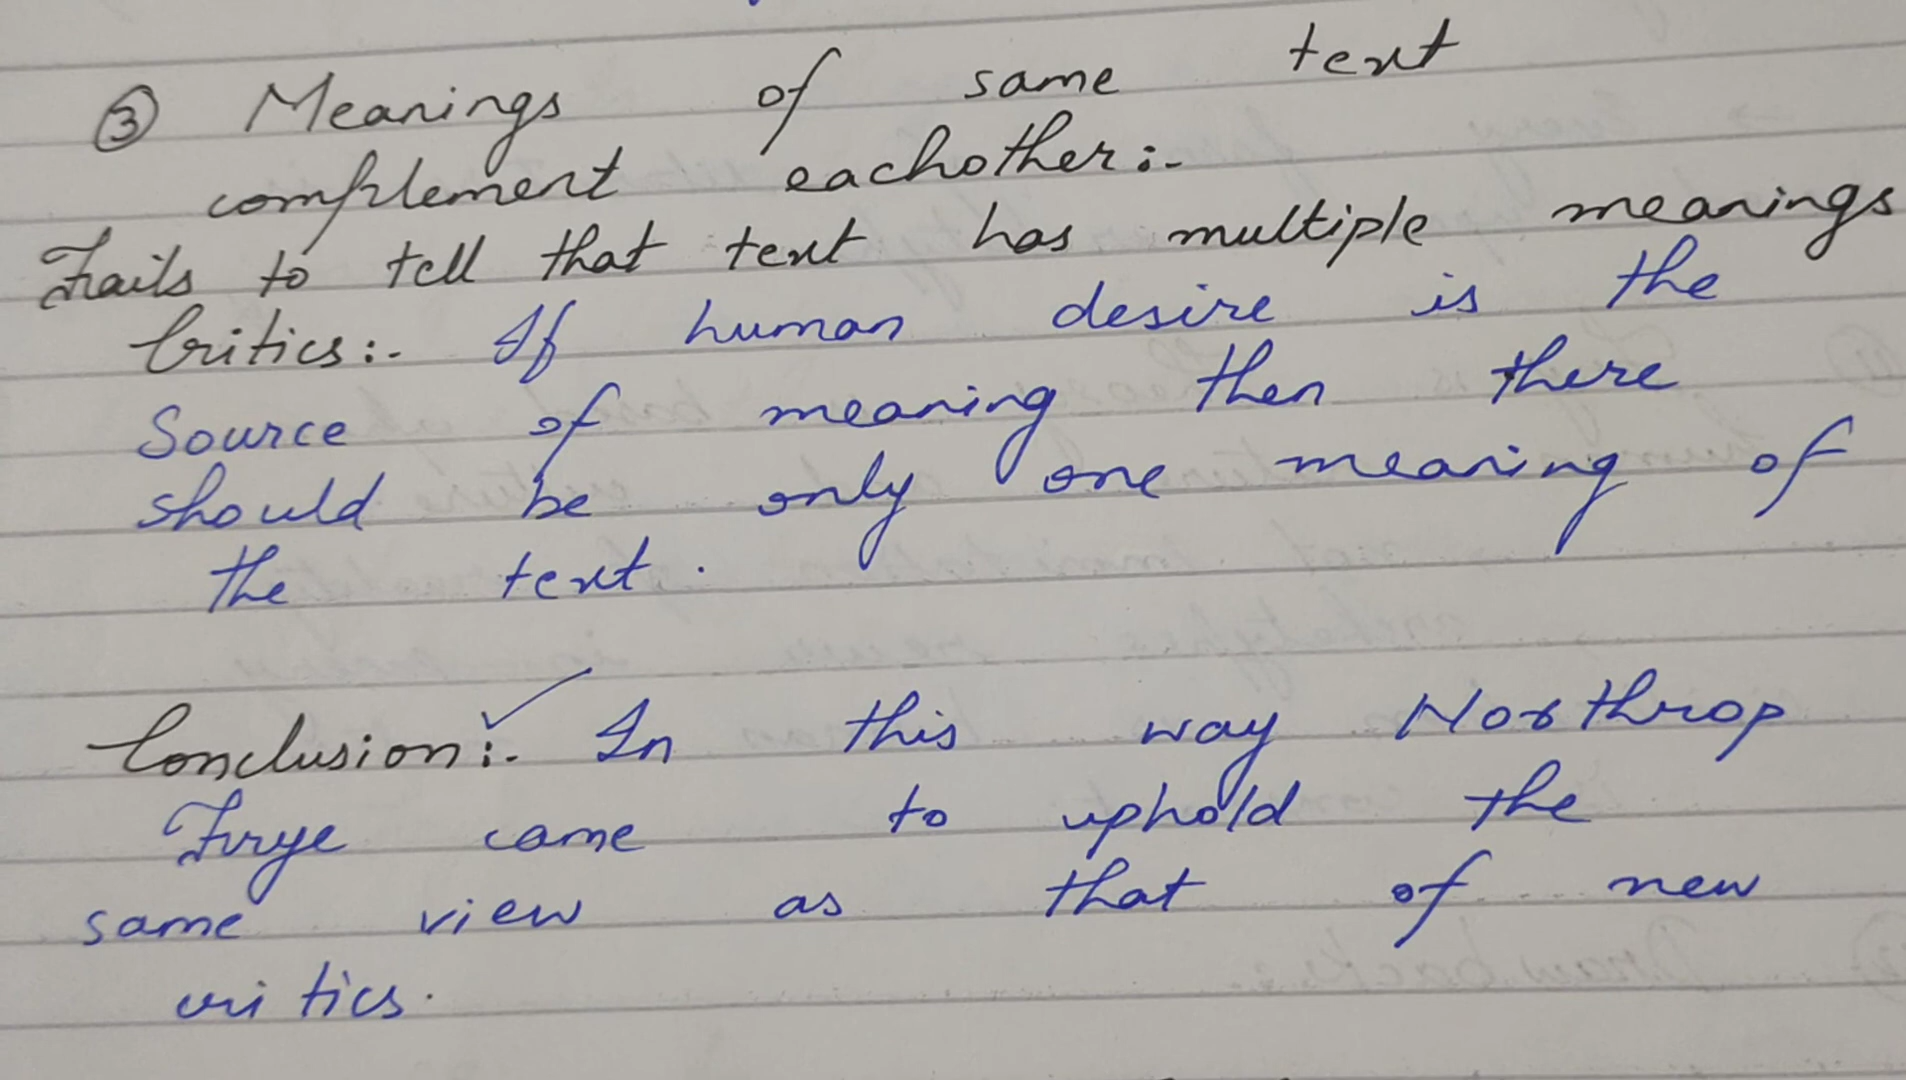 ③ Meanings of same text
complement eachother:-
Fails to tell that text has multiple meanings
Critics:- If human desire is the
Source of meaning then there
should be only one meaning of
the text.
Conclusion:- In this way Northrop
Frye came to uphold the
same view as that of new
critics.